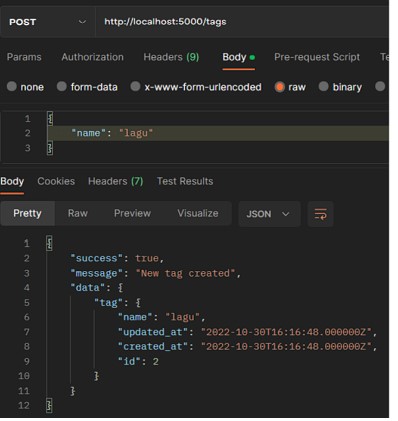 POST http://localhost:5000/tags
Params Authorization Headers (9) Body Pre-request Script Te
none form-data x-www-form-urlencoded raw binary
1 {
2 "name": "lagu"
3 }
Body Cookies Headers (7) Test Results
Pretty Raw Preview Visualize JSON
1 {
2 "success": true,
3 "message": "New tag created",
4 "data": {
5 "tag": {
6 "name": "lagu",
7 "updated_at": "2022-10-30T16:16:48.000000Z",
8 "created_at": "2022-10-30T16:16:48.000000Z",
9 "id": 2
10 }
11 }
12 }